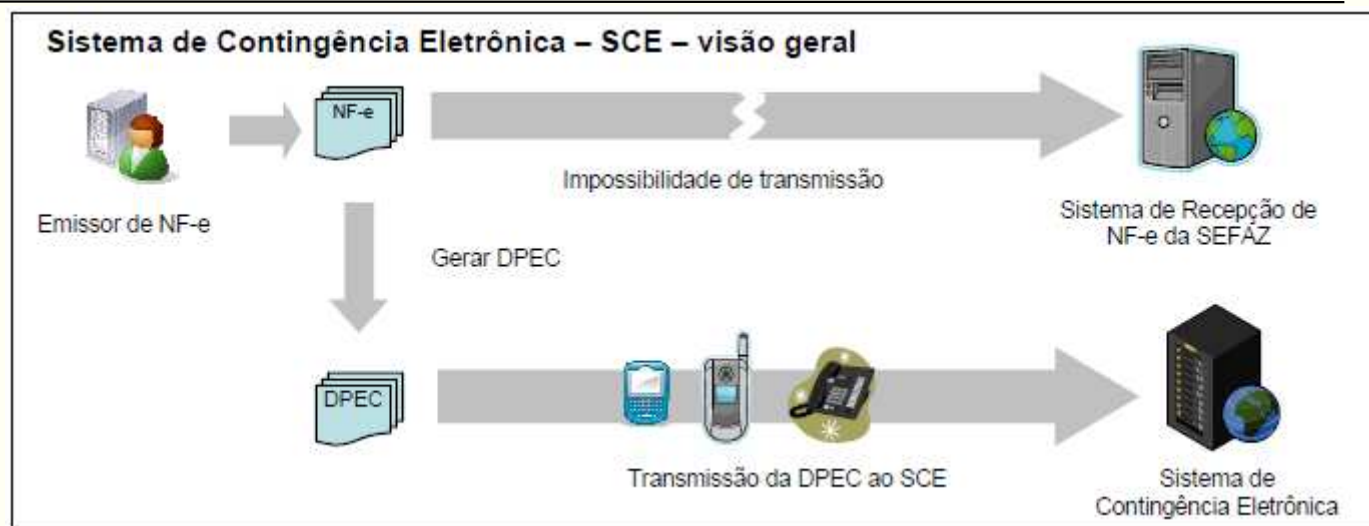 Sistema de Contingência Eletrônica – SCE – visão geral
NF-e
Impossibilidade de transmissão
Emissor de NF-e
Sistema de Recepção de
NF-e da SEFAZ
Gerar DPEC
DPEC
Transmissão da DPEC ao SCE
Sistema de
Contingência Eletrônica